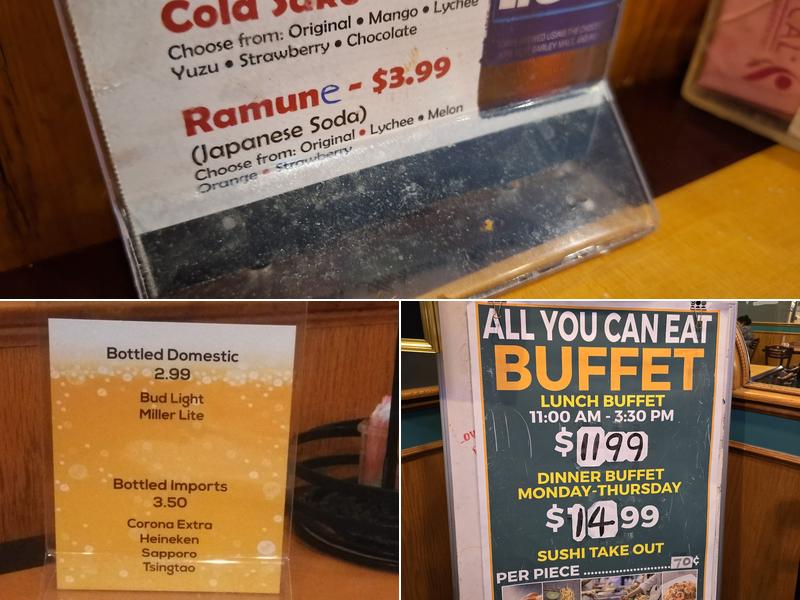 Cold Sake
Choose from: Original • Mango • Lychee
Yuzu • Strawberry • Chocolate
Ramune - $3.99
(Japanese Soda)
Choose from: Original • Lychee • Melon
Orange • Strawberry
Bottled Domestic
2.99
Bud Light
Miller Lite
Bottled Imports
3.50
Corona Extra
Heineken
Sapporo
Tsingtao
ALL YOU CAN EAT
BUFFET
LUNCH BUFFET
11:00 AM - 3:30 PM
$11 99
DINNER BUFFET
MONDAY-THURSDAY
$14 99
SUSHI TAKE OUT
PER PIECE ........................70¢